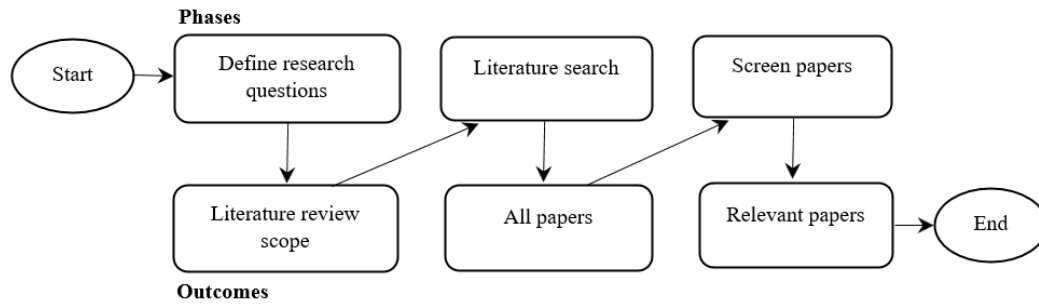 Phases
Start
Define research
questions
Literature search
Screen papers
Literature review
scope
All papers
Relevant papers
End
Outcomes